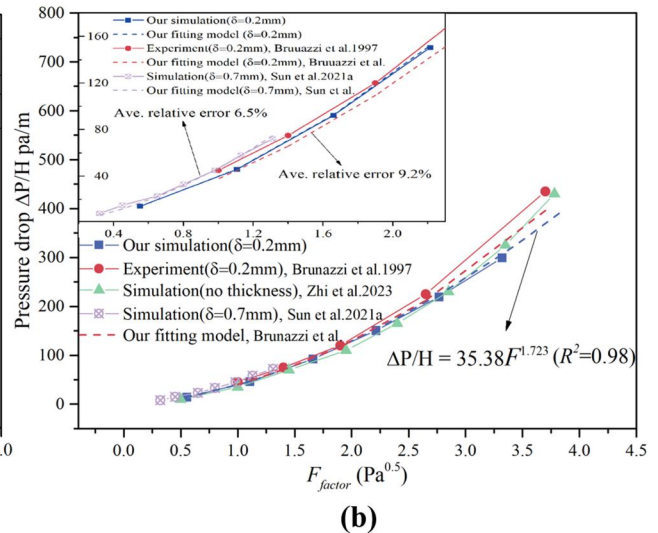 800
700
600
500
400
300
200
100
0
Pressure drop ΔP/H pa/m
160
120
80
40
Our simulation(δ=0.2mm)
Our fitting model (δ=0.2mm)
Experiment(δ=0.2mm), Bruuazzi et al.1997
Our fitting model (δ=0.2mm), Bruuazzi et al.
Simulation(δ=0.7mm), Sun et al.2021a
Our fitting model(δ=0.7mm), Sun et al.
Ave. relative error 6.5%
Ave. relative error 9.2%
0.4 0.8 1.2 1.6 2.0
Our simulation(δ=0.2mm)
Experiment(δ=0.2mm), Brunazzi et al.1997
Simulation(no thickness), Zhi et al.2023
Simulation(δ=0.7mm), Sun et al.2021a
Our fitting model, Brunazzi et al
ΔP/H = 35.38F^1.723 (R²=0.98)
.0 0.0 0.5 1.0 1.5 2.0 2.5 3.0 3.5 4.0 4.5
F_factor (Pa^0.5)
(b)